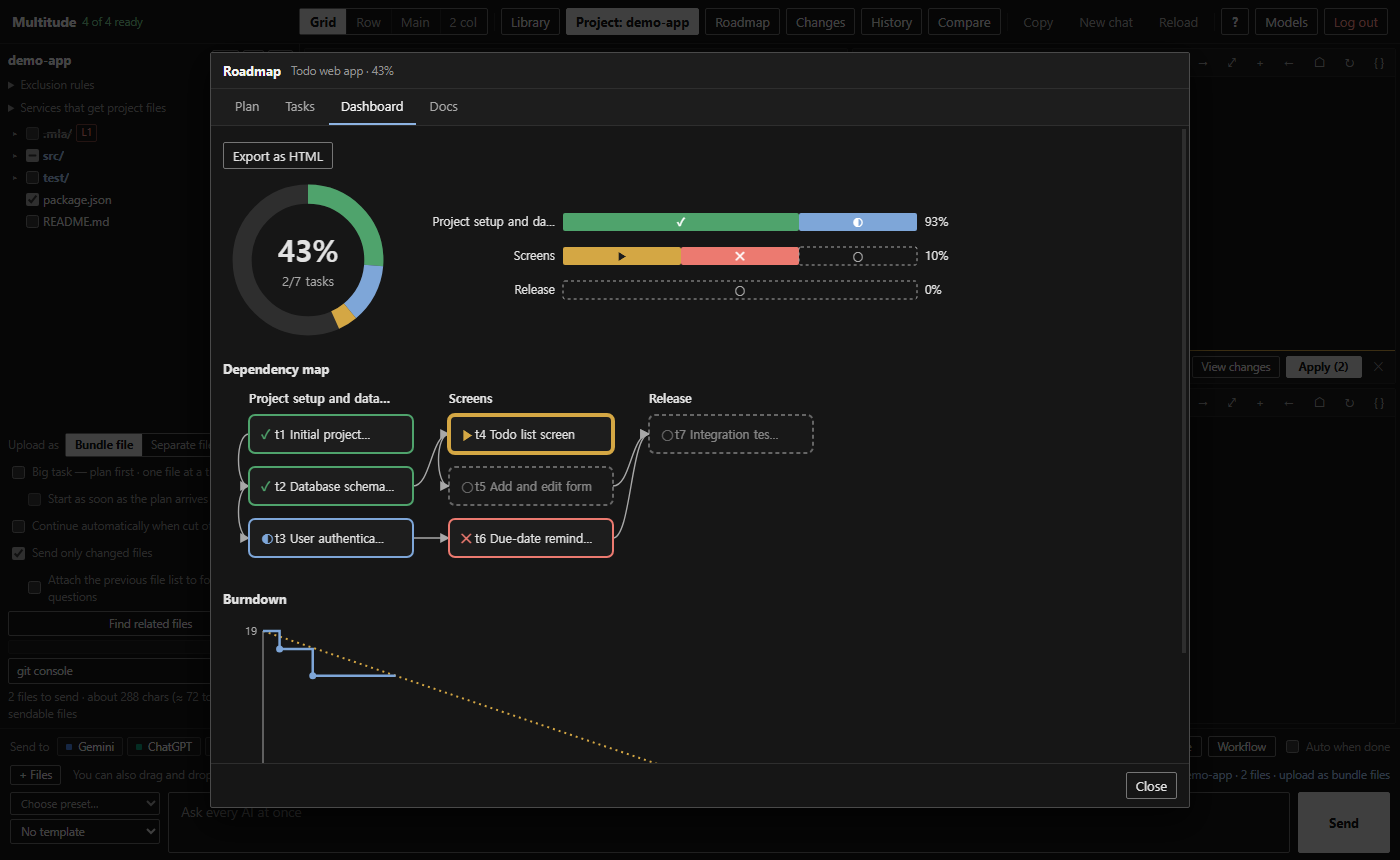 Multitude 4 of 4 ready
Grid Row Main 2 col Library Project: demo-app Roadmap Changes History Compare Copy New chat Reload ? Models Log out
demo-app
Exclusion rules
Services that get project files
.mla/ L1
src/
test/
package.json
README.md
Upload as Bundle file Separate file
Big task — plan first · one file at a t
Start as soon as the plan arrives
Continue automatically when cut o
Send only changed files
Attach the previous file list to fo
questions
Find related files
git console
2 files to send · about 288 chars (≈ 72 to
sendable files
Send to Gemini ChatGPT
+ Files You can also drag and drop
Choose preset...
No template
Roadmap Todo web app · 43%
Plan Tasks Dashboard Docs
Export as HTML
43%
2/7 tasks
Project setup and da... 93%
Screens 10%
Release 0%
Dependency map
Project setup and data... Screens Release
t1 Initial project... t4 Todo list screen t7 Integration tes...
t2 Database schema... t5 Add and edit form
t3 User authentica... t6 Due-date remind...
Burndown
19
Close
View changes Apply (2)
Workflow Auto when done
emo-app · 2 files · upload as bundle files
Ask every AI at once
Send